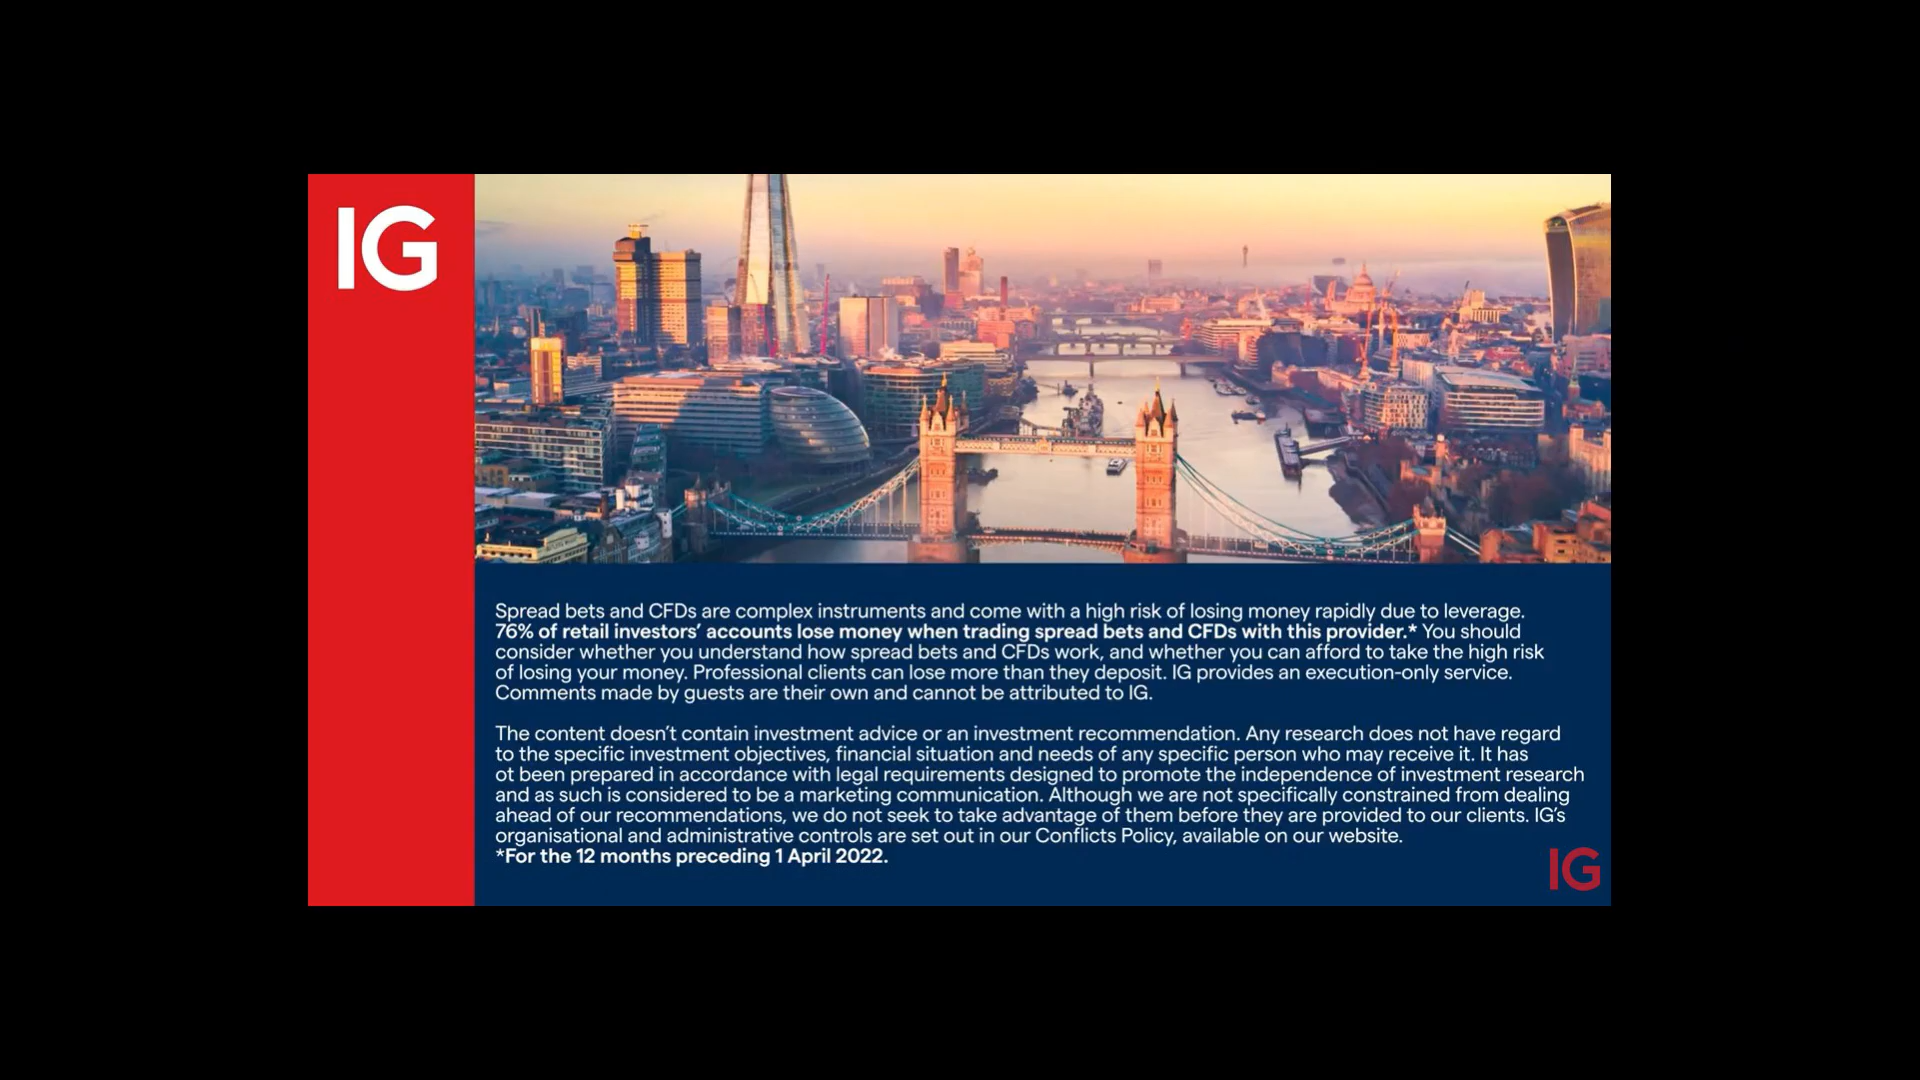 IG
Spread bets and CFDs are complex instruments and come with a high risk of losing money rapidly due to leverage.
76% of retail investors’ accounts lose money when trading spread bets and CFDs with this provider.* You should
consider whether you understand how spread bets and CFDs work, and whether you can afford to take the high risk
of losing your money. Professional clients can lose more than they deposit. IG provides an execution-only service.
Comments made by guests are their own and cannot be attributed to IG.
The content doesn’t contain investment advice or an investment recommendation. Any research does not have regard
to the specific investment objectives, financial situation and needs of any specific person who may receive it. It has
ot been prepared in accordance with legal requirements designed to promote the independence of investment research
and as such is considered to be a marketing communication. Although we are not specifically constrained from dealing
ahead of our recommendations, we do not seek to take advantage of them before they are provided to our clients. IG’s
organisational and administrative controls are set out in our Conflicts Policy, available on our website.
*For the 12 months preceding 1 April 2022.
IG